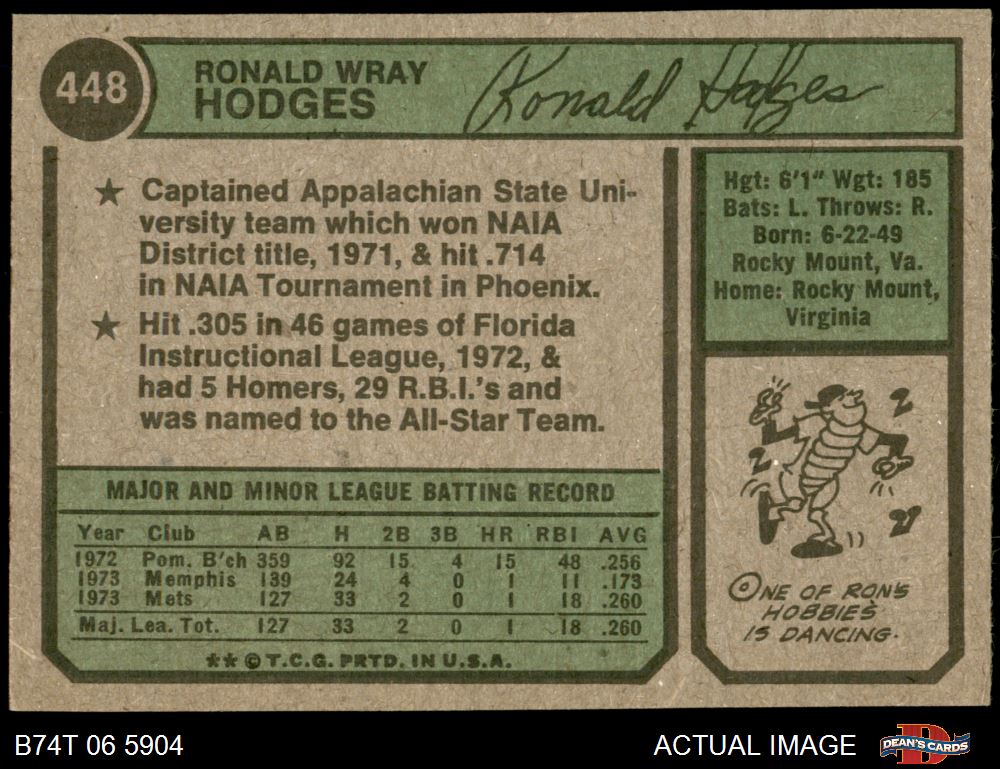 448
RONALD WRAY
HODGES
Ronald Hodges
★ Captained Appalachian State Uni-
versity team which won NAIA
District title, 1971, & hit .714
in NAIA Tournament in Phoenix.
★ Hit .305 in 46 games of Florida
Instructional League, 1972, &
had 5 Homers, 29 R.B.I.'s and
was named to the All-Star Team.
Hgt: 6'1" Wgt: 185
Bats: L. Throws: R.
Born: 6-22-49
Rocky Mount, Va.
Home: Rocky Mount,
Virginia
MAJOR AND MINOR LEAGUE BATTING RECORD
Year Club AB H 2B 3B HR RBI AVG
1972 Pom. B'ch 359 92 15 4 15 48 .256
1973 Memphis 139 24 4 0 1 11 .173
1973 Mets 127 33 2 0 1 18 .260
Maj. Lea. Tot. 127 33 2 0 1 18 .260
** © T.C.G. PRTD. IN U.S.A.
ONE OF RON'S
HOBBIES
IS DANCING.
B74T 06 5904
ACTUAL IMAGE
DEAN'S CARDS